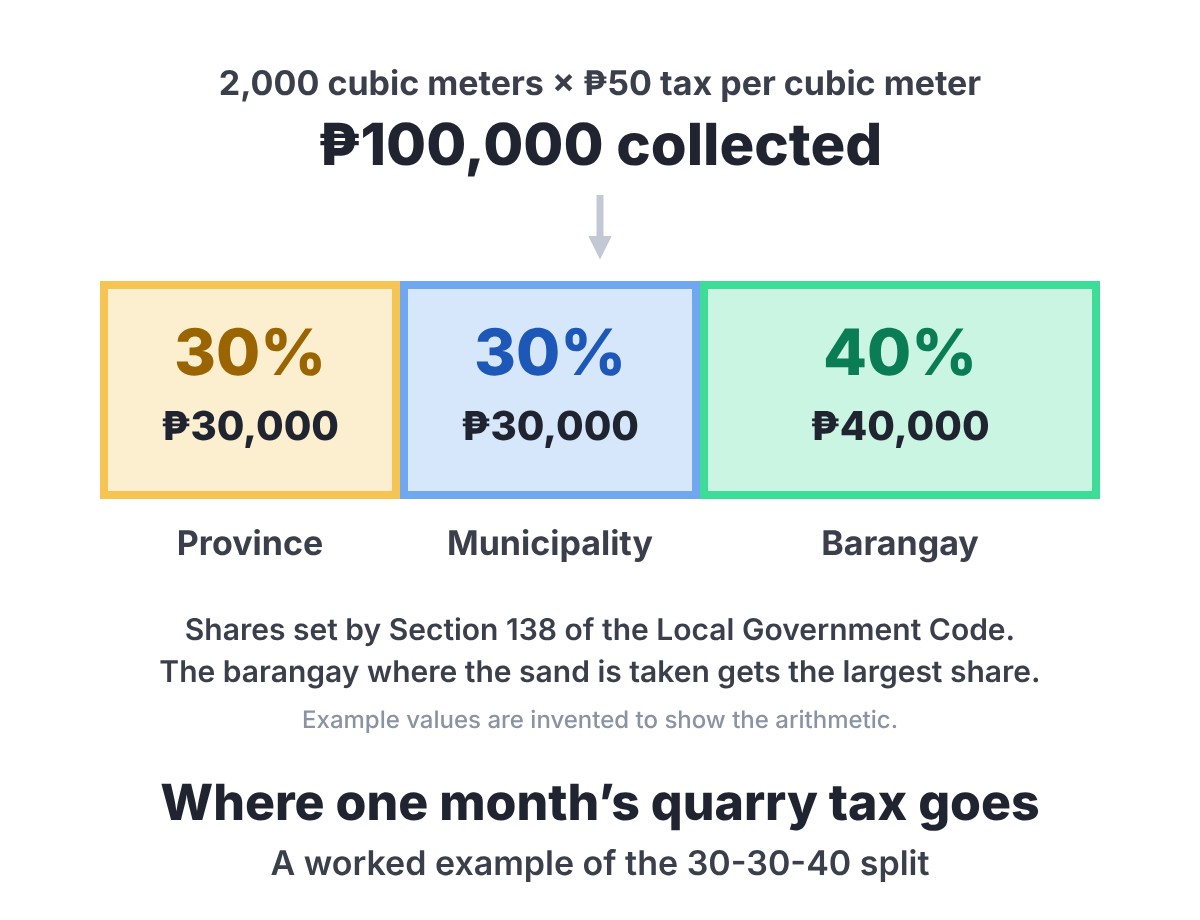 2,000 cubic meters × ₱50 tax per cubic meter
₱100,000 collected
30%
₱30,000
Province
30%
₱30,000
Municipality
40%
₱40,000
Barangay
Shares set by Section 138 of the Local Government Code.
The barangay where the sand is taken gets the largest share.
Example values are invented to show the arithmetic.
Where one month’s quarry tax goes
A worked example of the 30-30-40 split